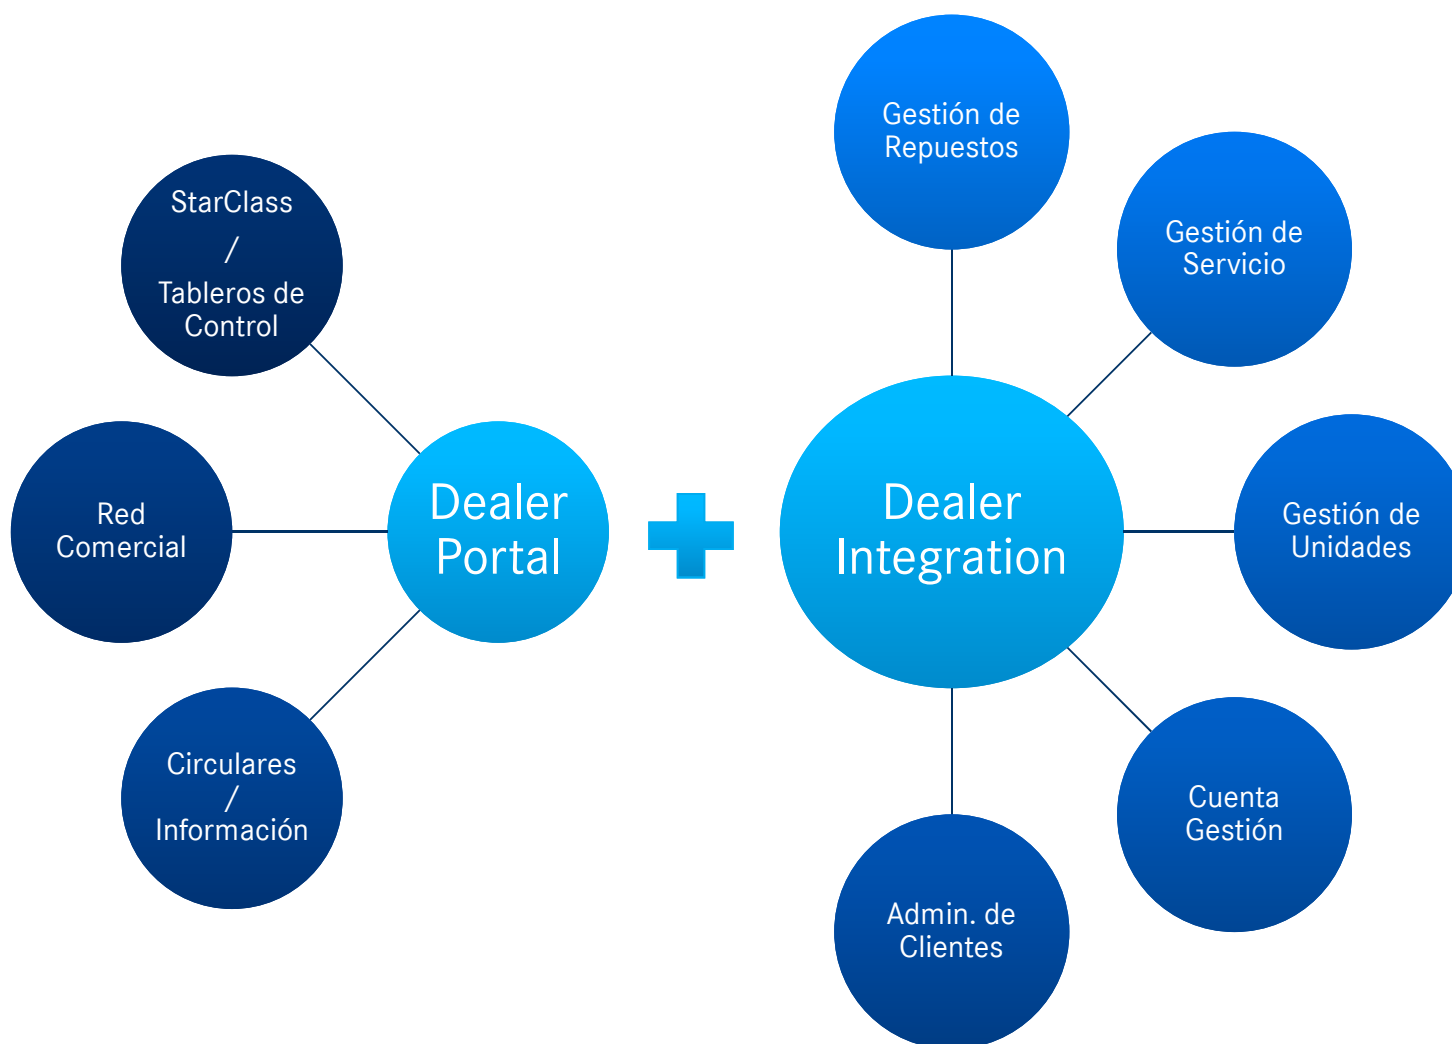 StarClass
/
Tableros de
Control
Red
Comercial
Circulares
/
Información
Dealer
Portal
Dealer
Integration
Gestión de
Repuestos
Gestión de
Servicio
Gestión de
Unidades
Cuenta
Gestión
Admin. de
Clientes